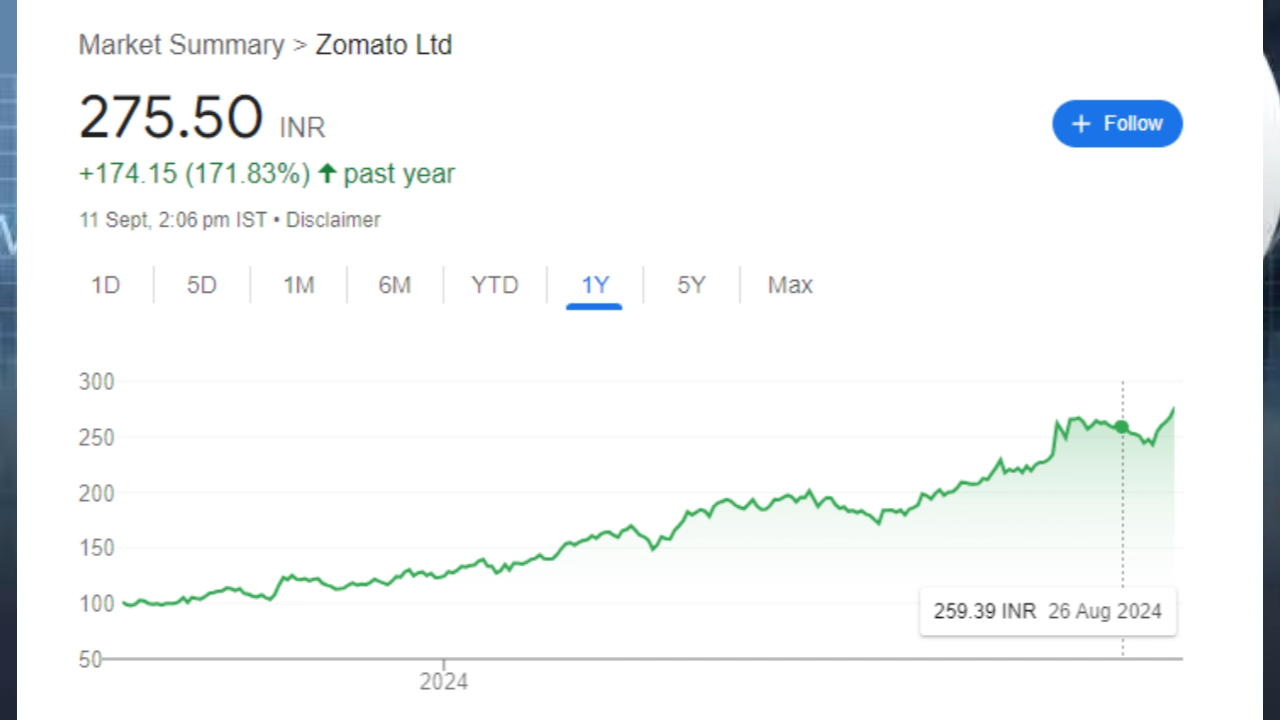 Market Summary > Zomato Ltd
275.50 INR
+ Follow
+174.15 (171.83%) ↑ past year
11 Sept, 2:06 pm IST • Disclaimer
1D 5D 1M 6M YTD 1Y 5Y Max
300
250
200
150
100
259.39 INR 26 Aug 2024
50
2024